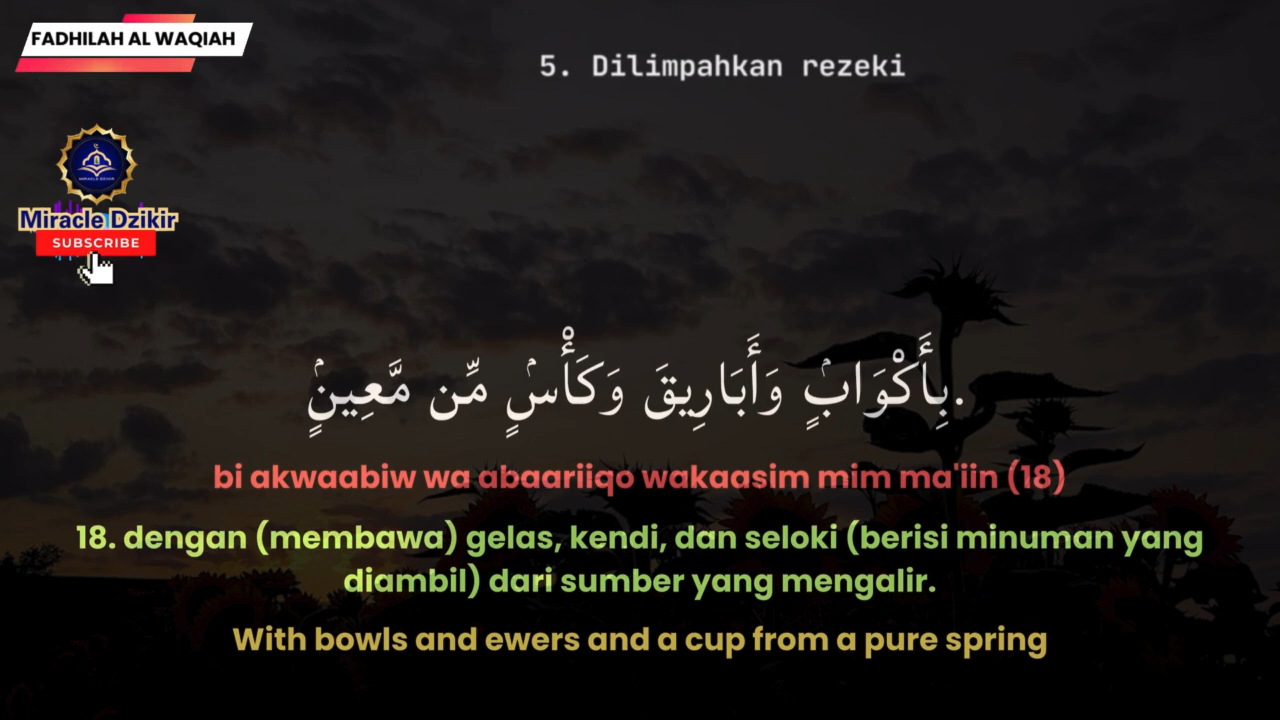 FADHILAH AL WAQIAH
5. Dilimpahkan rezeki
Miracle Dzikir
SUBSCRIBE
بِأَكْوَابٍۢ وَأَبَارِيقَ وَكَأْسٍۢ مِّن مَّعِينٍۢ.
bi akwaabiw wa abaariiqo wakaasim mim ma'iin (18)
18. dengan (membawa) gelas, kendi, dan seloki (berisi minuman yang
diambil) dari sumber yang mengalir.
With bowls and ewers and a cup from a pure spring